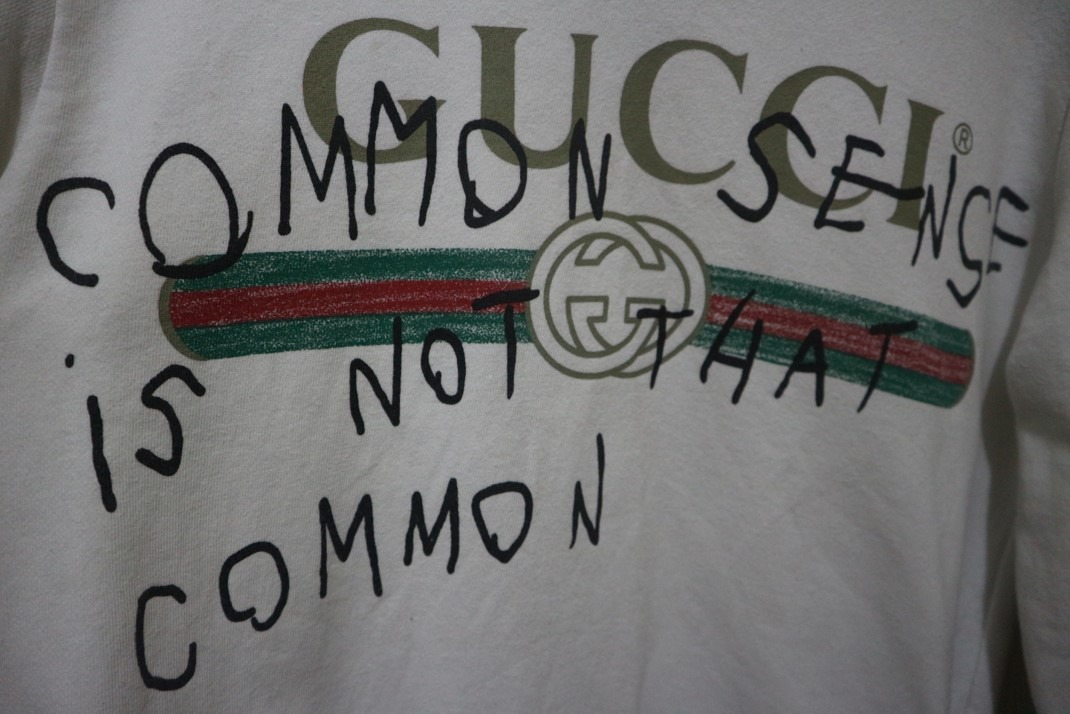 GUCCI®
COMMON SENSE
iS NOT THAT
COMMON